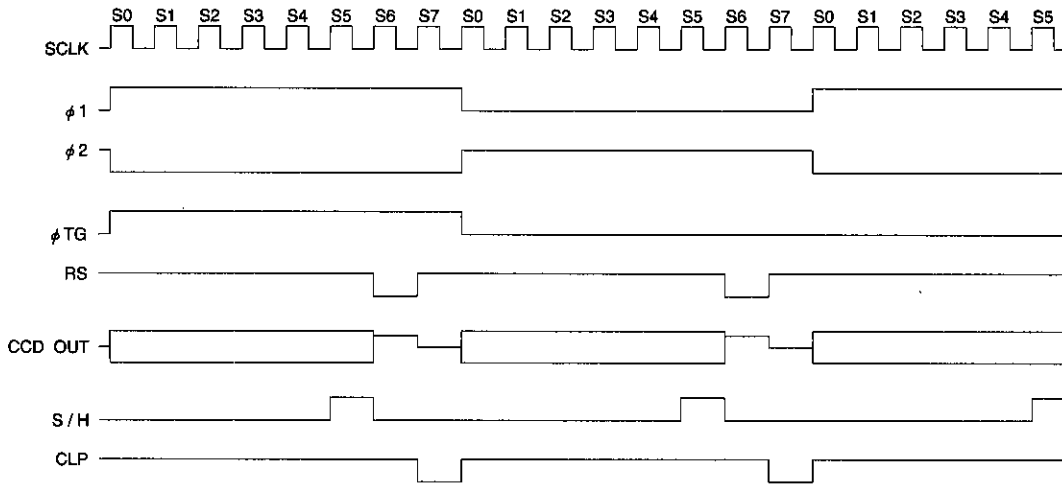 S0 S1 S2 S3 S4 S5 S6 S7 S0 S1 S2 S3 S4 S5 S6 S7 S0 S1 S2 S3 S4 S5
SCLK
φ1
φ2
φTG
RS
CCD OUT
S / H
CLP